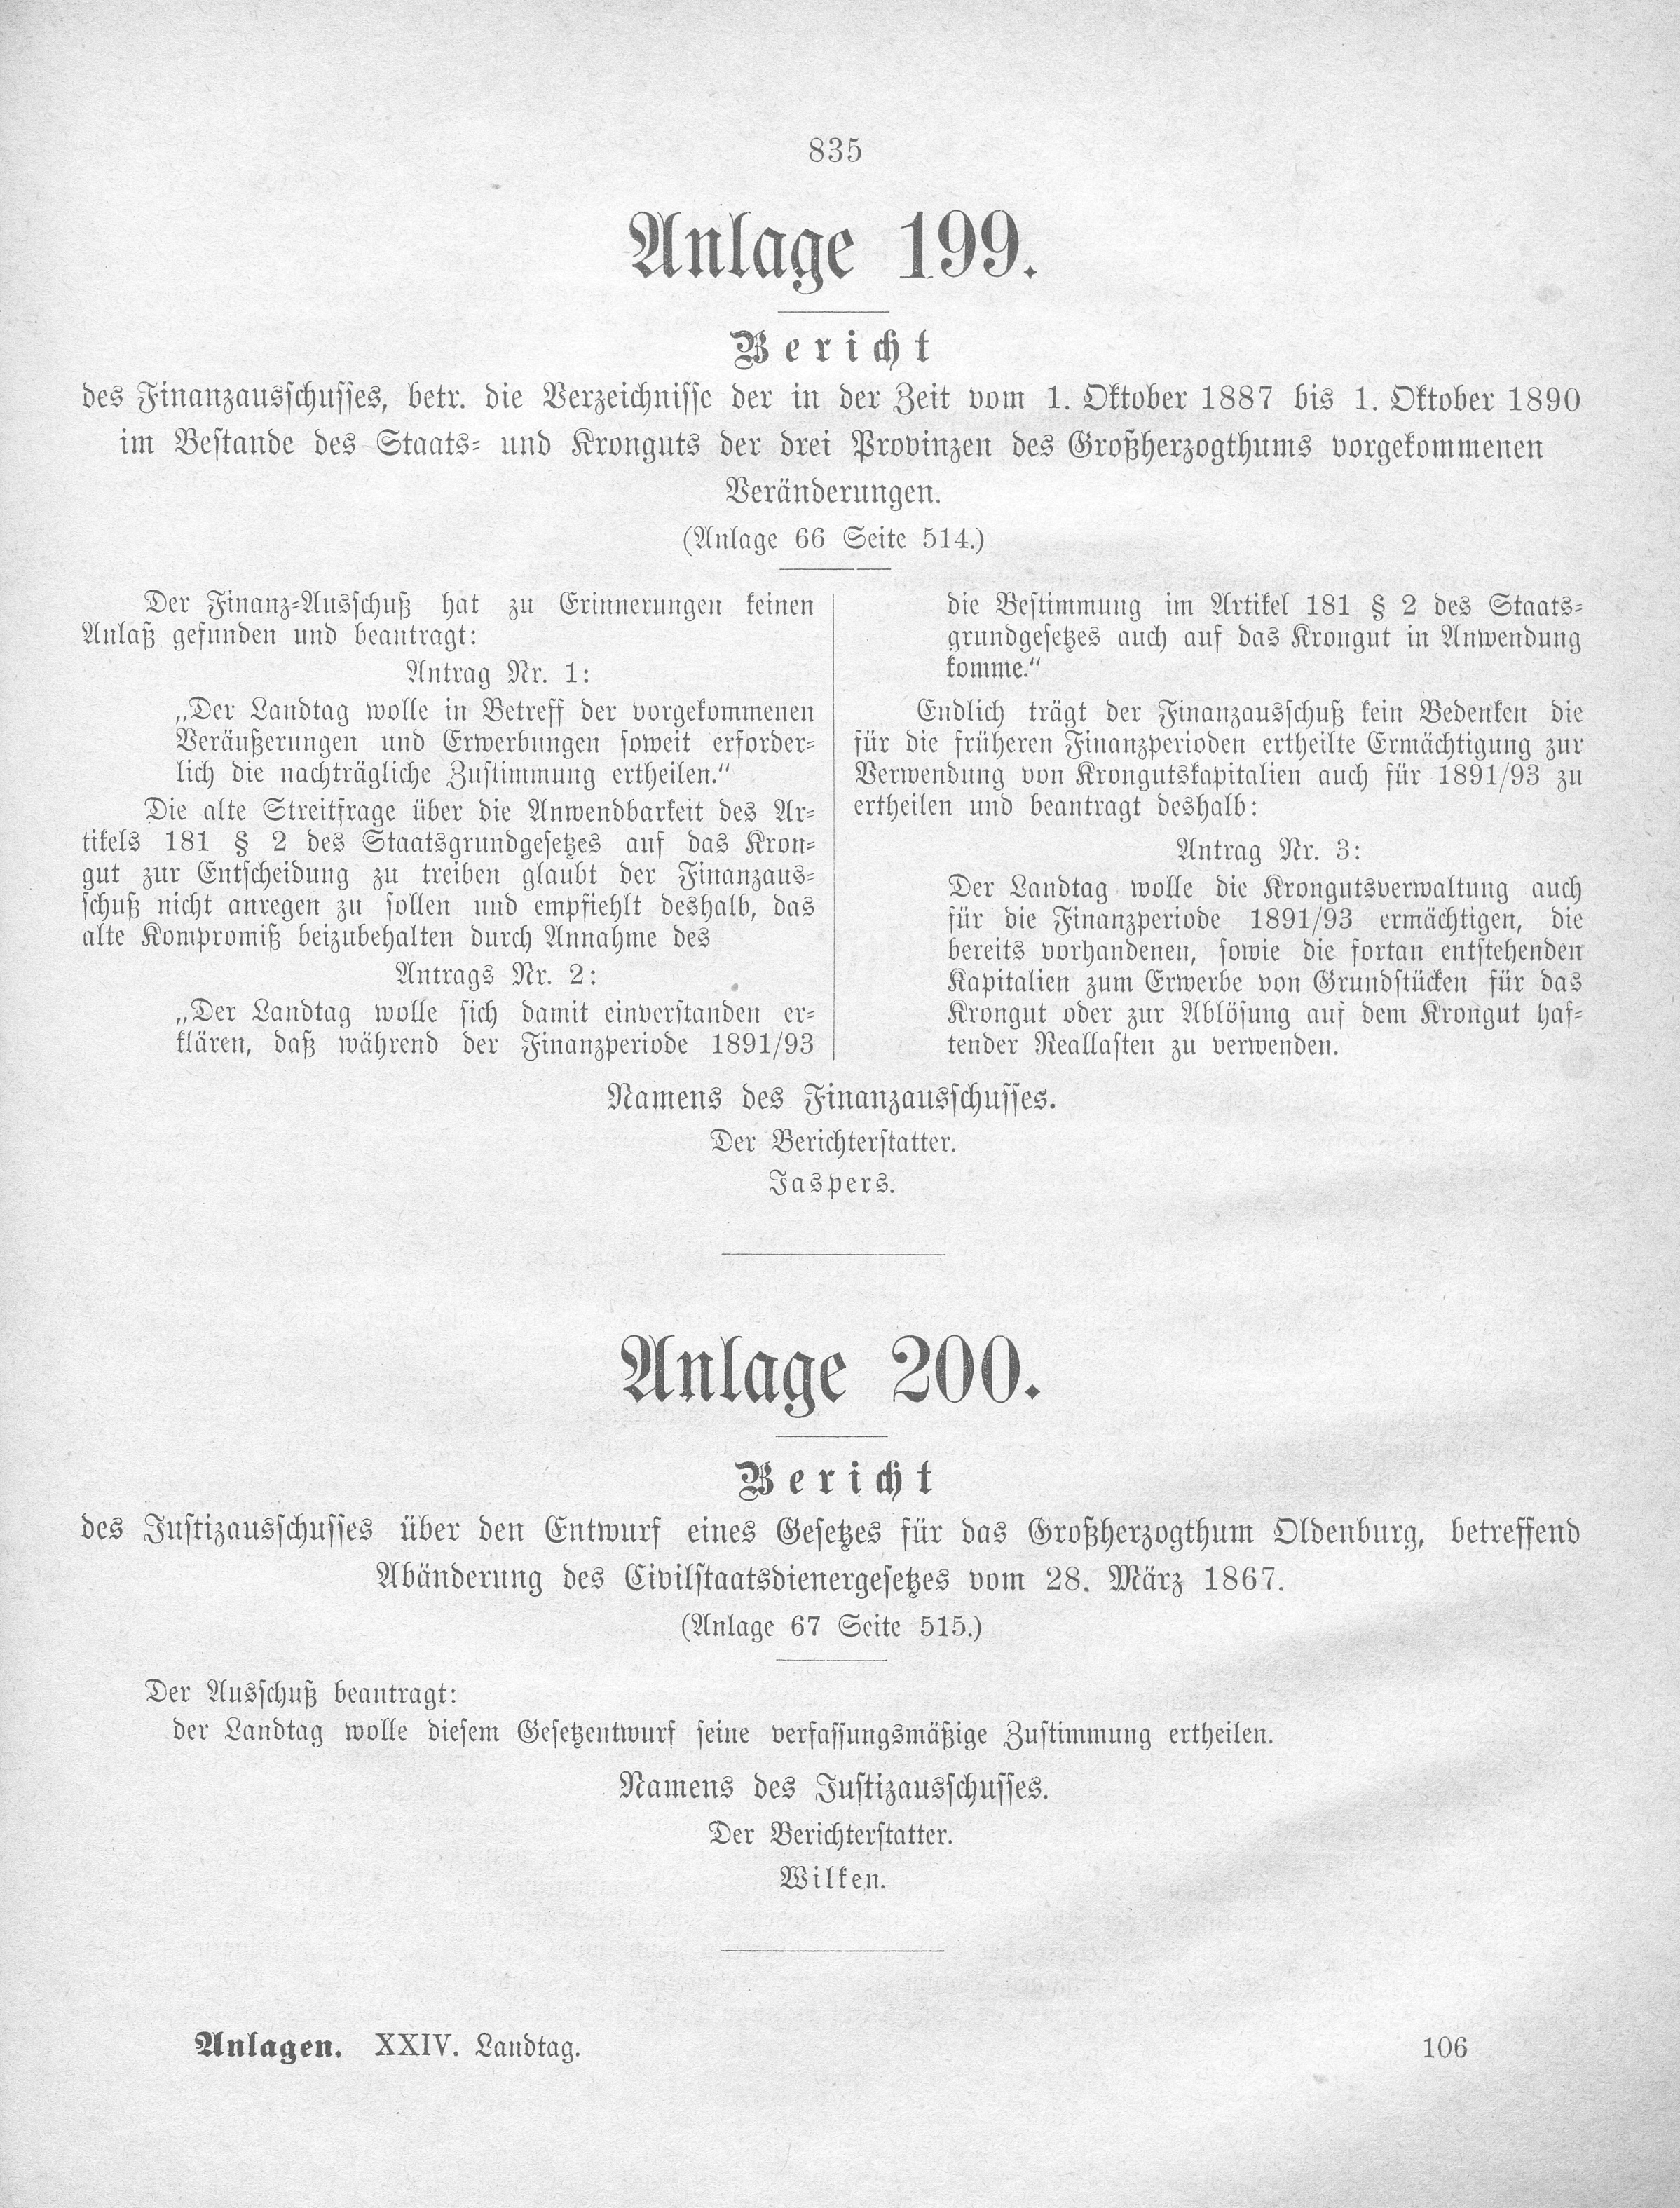 835
Anlage 199.
Bericht
des Finanzausschusses, betr. die Verzeichnisse der in der Zeit vom 1. Oktober 1887 bis 1. Oktober 1890
im Bestande des Staats- und Kronguts der drei Provinzen des Großherzogthums vorgekommenen
Veränderungen.
(Anlage 66 Seite 514.)
Der Finanz-Ausschuß hat zu Erinnerungen keinen
Anlaß gefunden und beantragt:
Antrag Nr. 1:
„Der Landtag wolle in Betreff der vorgekommenen
Veräußerungen und Erwerbungen soweit erforder-
lich die nachträgliche Zustimmung ertheilen.“
Die alte Streitfrage über die Anwendbarkeit des Ar-
tikels 181 § 2 des Staatsgrundgesetzes auf das Kron-
gut zur Entscheidung zu treiben glaubt der Finanzaus-
schuß nicht anregen zu sollen und empfiehlt deshalb, das
alte Kompromiß beizubehalten durch Annahme des
Antrags Nr. 2:
„Der Landtag wolle sich damit einverstanden er-
klären, daß während der Finanzperiode 1891/93
die Bestimmung im Artikel 181 § 2 des Staats-
grundgesetzes auch auf das Krongut in Anwendung
komme.“
Endlich trägt der Finanzausschuß kein Bedenken die
für die früheren Finanzperioden ertheilte Ermächtigung zur
Verwendung von Krongutskapitalien auch für 1891/93 zu
ertheilen und beantragt deshalb:
Antrag Nr. 3:
Der Landtag wolle die Krongutsverwaltung auch
für die Finanzperiode 1891/93 ermächtigen, die
bereits vorhandenen, sowie die fortan entstehenden
Kapitalien zum Erwerbe von Grundstücken für das
Krongut oder zur Ablösung auf dem Krongut haf-
tender Reallasten zu verwenden.
Namens des Finanzausschusses.
Der Berichterstatter.
Jaspers.
Anlage 200.
Bericht
des Justizausschusses über den Entwurf eines Gesetzes für das Großherzogthum Oldenburg, betreffend
Abänderung des Civilstaatsdienergesetzes vom 28. März 1867.
(Anlage 67 Seite 515.)
Der Ausschuß beantragt:
der Landtag wolle diesem Gesetzentwurf seine verfassungsmäßige Zustimmung ertheilen.
Namens des Justizausschusses.
Der Berichterstatter.
Wilken.
Anlagen. XXIV. Landtag. 106